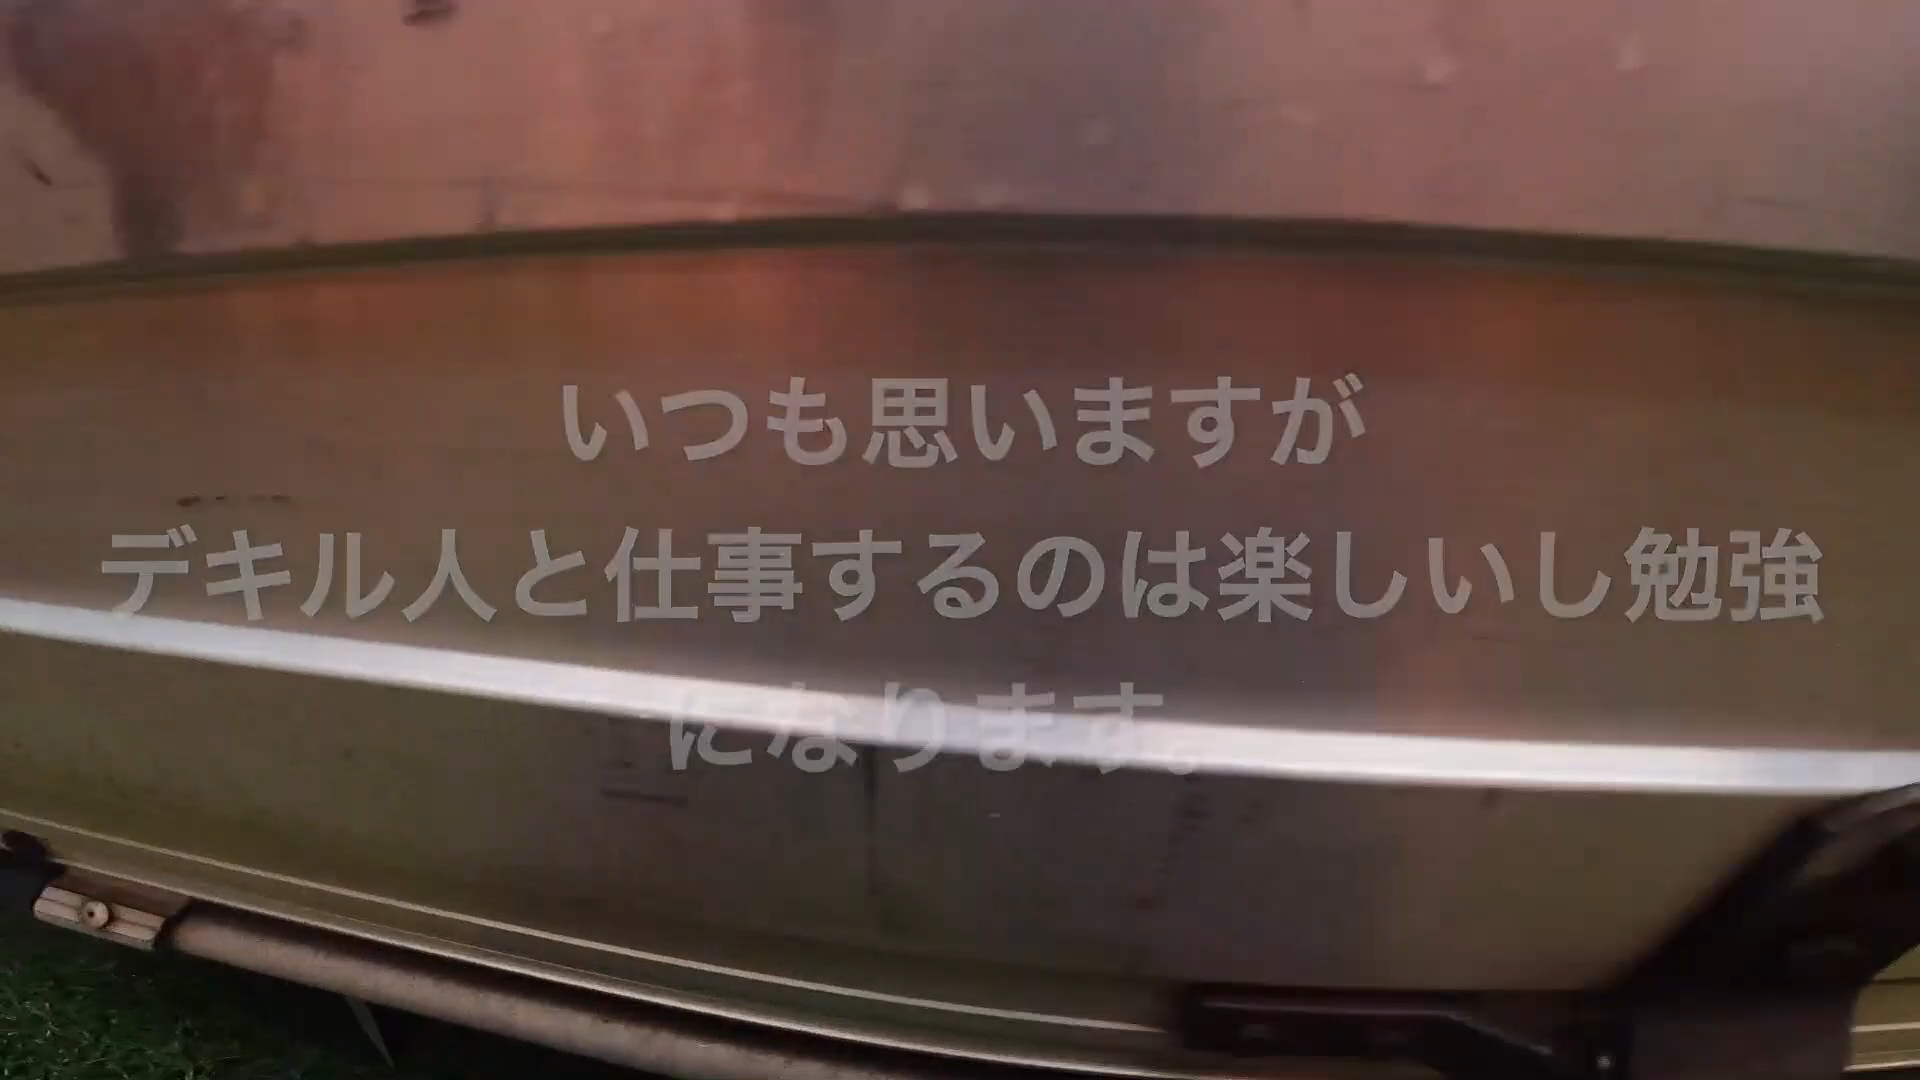 いつも思いますが
デキル人と仕事するのは楽しいし勉強
になります。